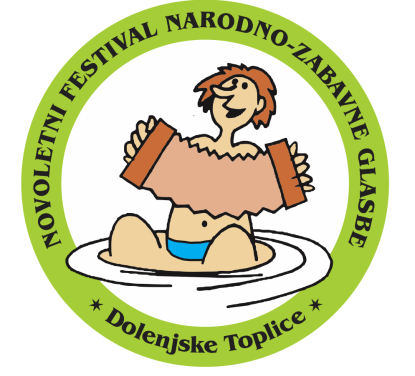 NOVOLETNI FESTIVAL NARODNO-ZABAVNE GLASBE
* Dolenjske Toplice *